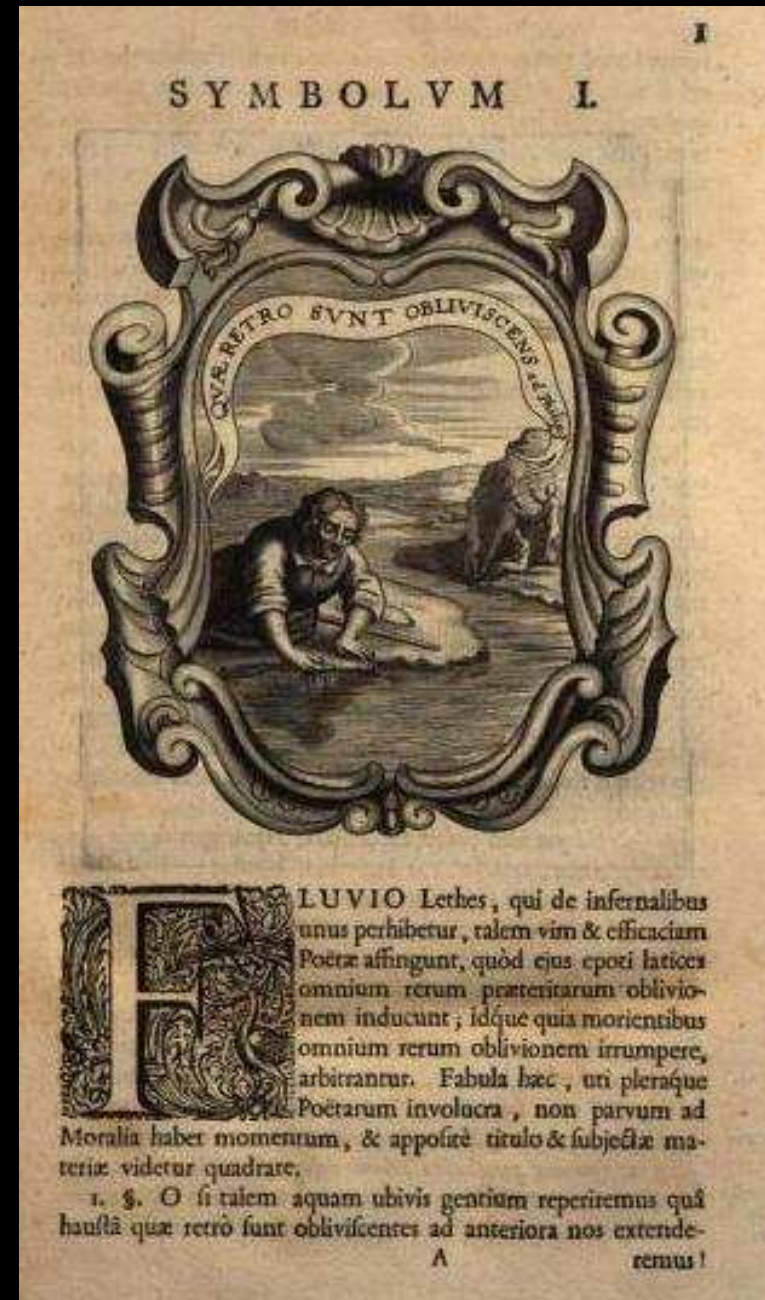 1
SYMBOLVM I.
QVÆ RETRO SVNT OBLIVISCENS ad
FLUVIO Lethes, qui de infernalibus
unus perhibetur, talem vim & efficaciam
Poëtæ affingunt, quòd ejus epoti latices
omnium rerum præteritarum oblivio-
nem inducunt; idque quia morientibus
omnium rerum oblivionem irrumpere,
arbitrantur. Fabula hæc, uti pleraque
Poëtarum involucra, non parvum ad
Moralia habet momentum, & appoſitè titulo & ſubjectæ ma-
teriæ videtur quadrare.
1. §. O ſi talem aquam ubivis gentium reperiremus quâ
hauſtâ quæ retrò ſunt obliviſcentes ad anteriora nos extende-
A remus!